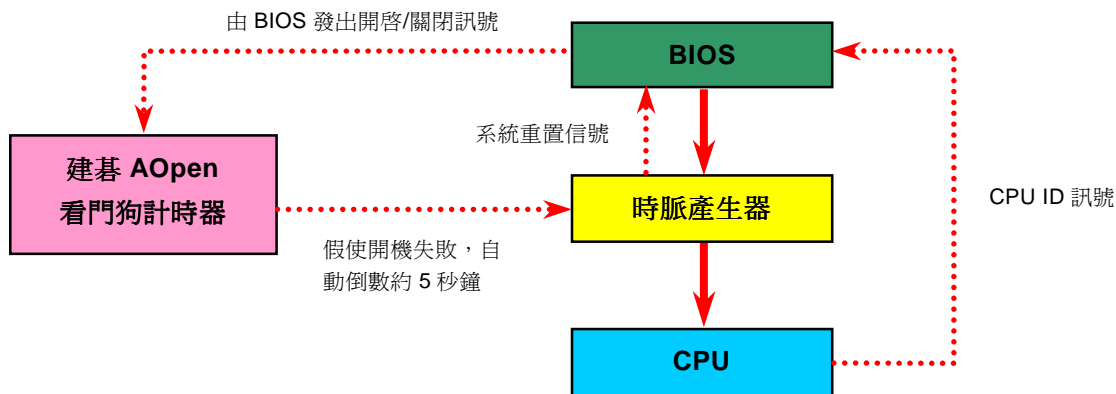 由 BIOS 發出開啓/關閉訊號
BIOS
系統重置信號
建碁 AOpen
看門狗計時器
時脈產生器
CPU ID 訊號
假使開機失敗，自
動倒數約 5 秒鐘
CPU